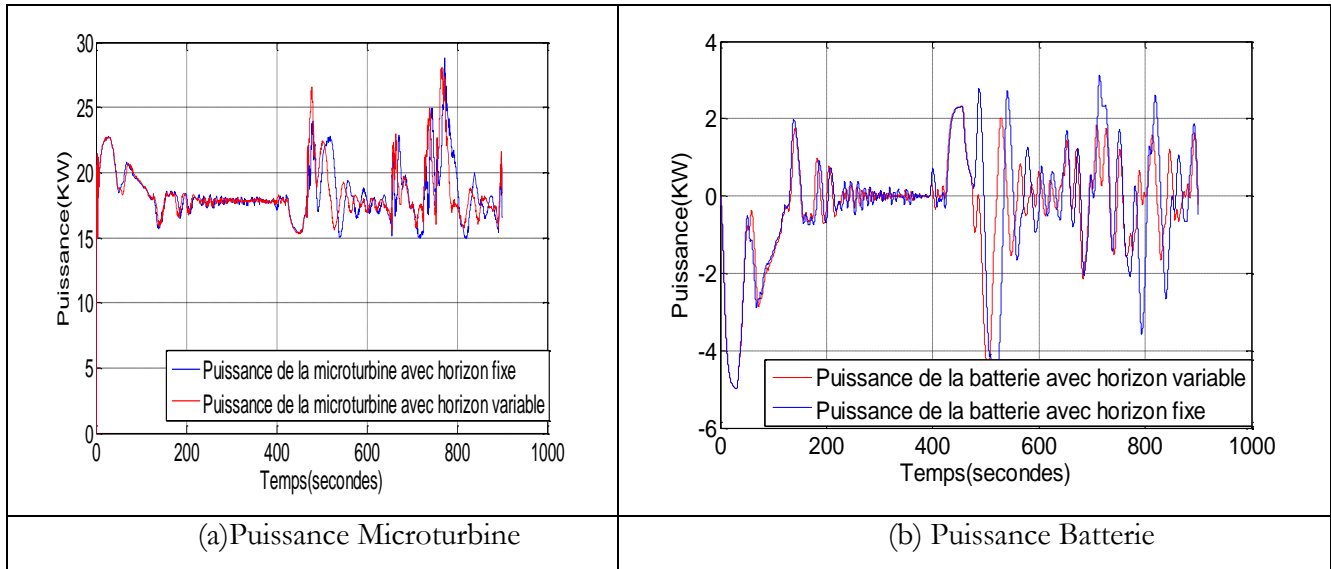 30
25
20
15
10
5
0
Puissance(KW)
Puissance de la microturbine avec horizon fixe
Puissance de la microturbine avec horizon variable
0 200 400 600 800 1000
Temps(secondes)
(a)Puissance Microturbine
4
2
0
-2
-4
-6
Puissance(KW)
Puissance de la batterie avec horizon variable
Puissance de la batterie avec horizon fixe
0 200 400 600 800 1000
Temps(secondes)
(b) Puissance Batterie